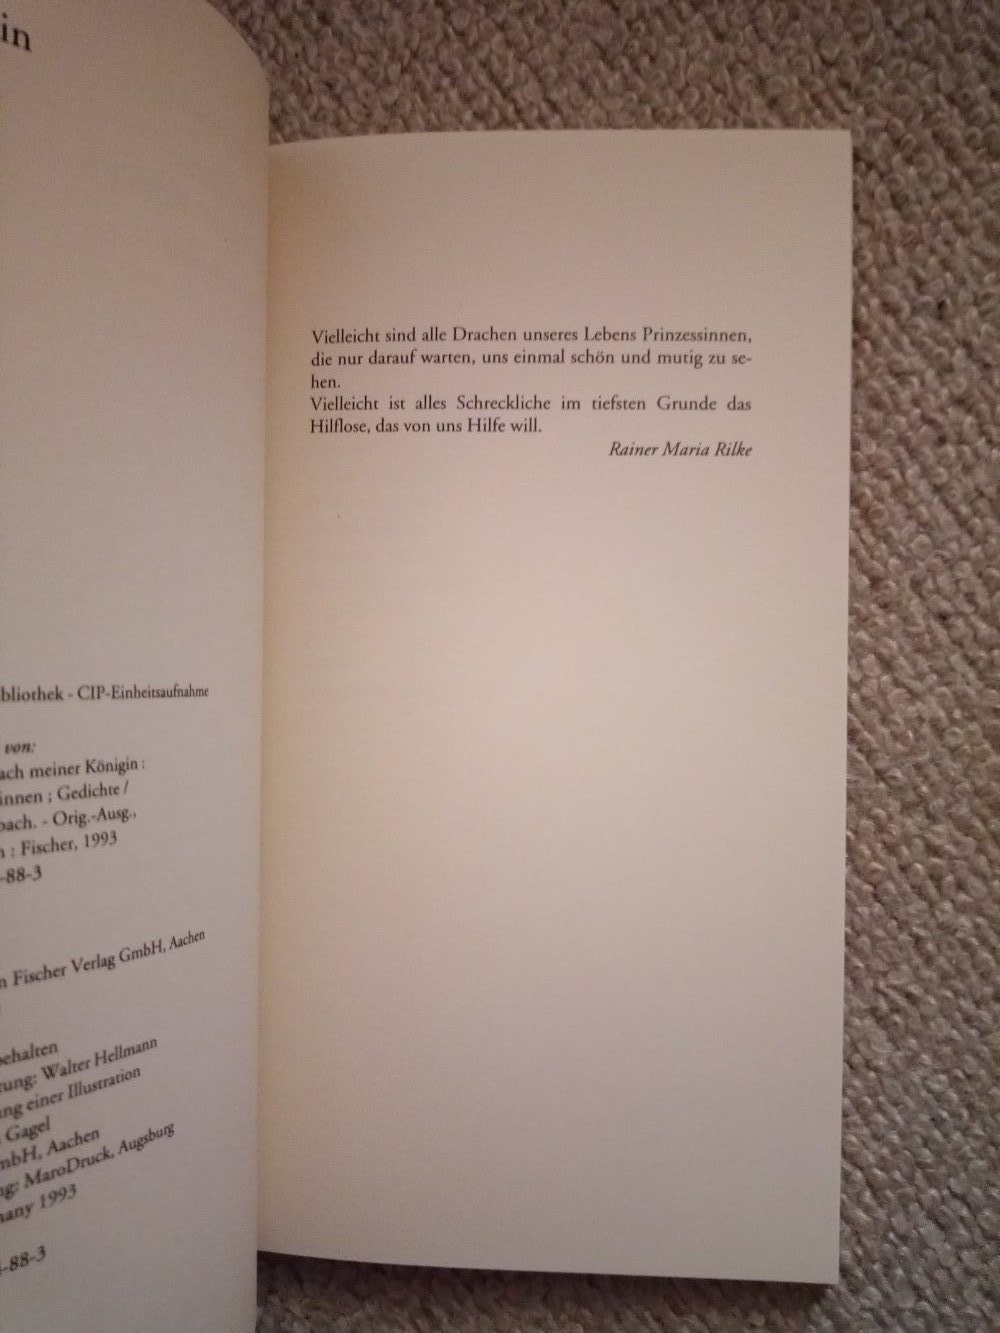 in
bliothek - CIP-Einheitsaufnahme
von:
ach meiner Königin :
innen ; Gedichte /
bach. - Orig.-Ausg.,
n : Fischer, 1993
-88-3
n Fischer Verlag GmbH, Aachen
ehalten
tung: Walter Hellmann
ng einer Illustration
Gagel
mbH, Aachen
ng: MaroDruck, Augsburg
many 1993
-88-3
Vielleicht sind alle Drachen unseres Lebens Prinzessinnen,
die nur darauf warten, uns einmal schön und mutig zu se-
hen.
Vielleicht ist alles Schreckliche im tiefsten Grunde das
Hilflose, das von uns Hilfe will.
Rainer Maria Rilke